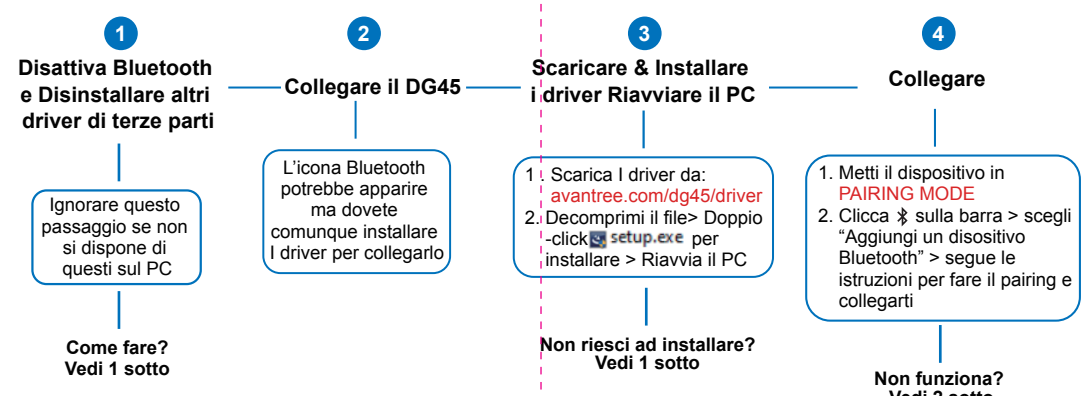 1
Disattiva Bluetooth
e Disinstallare altri
driver di terze parti
Ignorare questo
passaggio se non
si dispone di
questi sul PC
Come fare?
Vedi 1 sotto
2
Collegare il DG45
L'icona Bluetooth
potrebbe apparire
ma dovete
comunque installare
I driver per collegarlo
3
Scaricare & Installare
i driver Riavviare il PC
1. Scarica I driver da:
avantree.com/dg45/driver
2. Decomprimi il file> Doppio
-click setup.exe per
installare > Riavvia il PC
Non riesci ad installare?
Vedi 1 sotto
4
Collegare
1. Metti il dispositivo in
PAIRING MODE
2. Clicca sulla barra > scegli
“Aggiungi un disositivo
Bluetooth” > segue le
istruzioni per fare il pairing e
collegarti
Non funziona?
Vedi 2 sotto